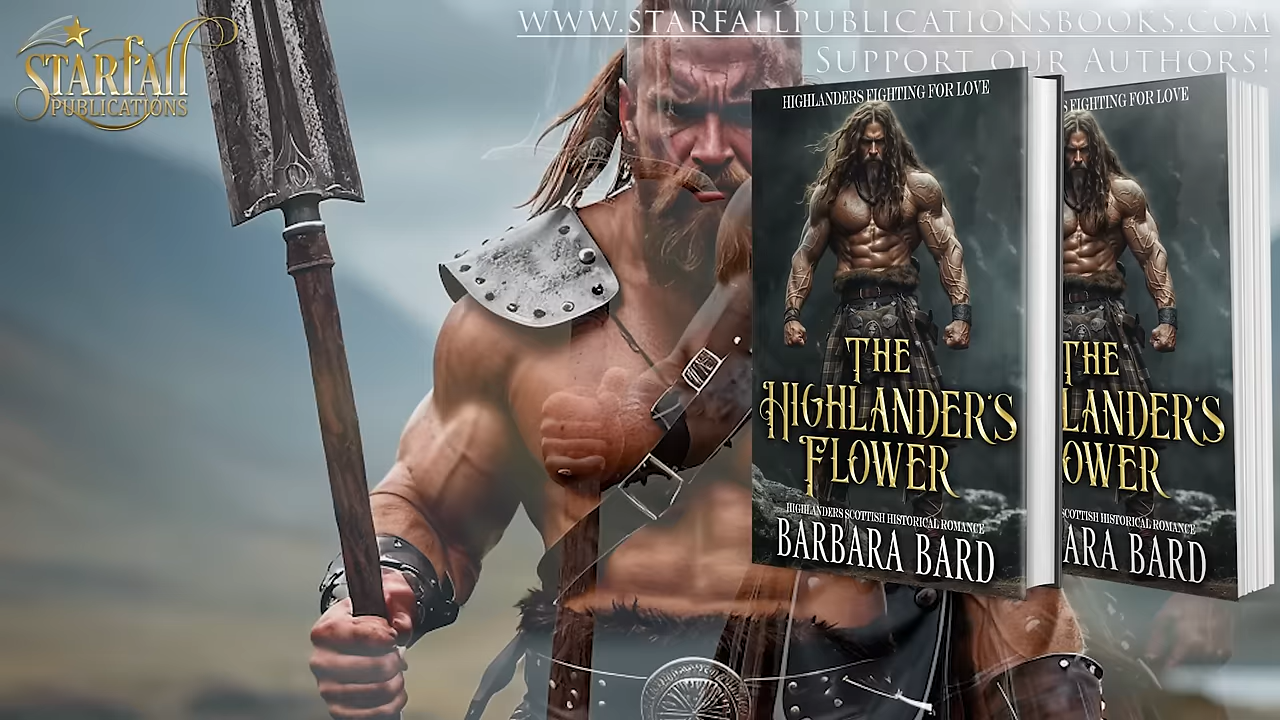 STARfall
PUBLICATIONS
www.starfallpublicationsbooks.com
Support our Authors!
HIGHLANDERS FIGHTING FOR LOVE
THE
HIGHLANDER'S
FLOWER
HIGHLANDERS SCOTTISH HISTORICAL ROMANCE
BARBARA BARD
S FIGHTING FOR LOVE
THE
LANDER'S
OWER
SCOTTISH HISTORICAL ROMANCE
ARA BARD